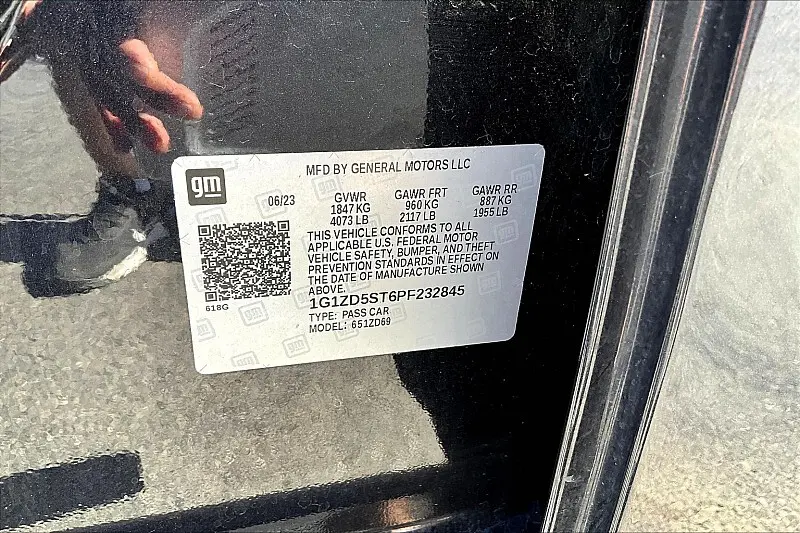 MFD BY GENERAL MOTORS LLC
gm
06/23
GVWR GAWR FRT GAWR RR
1847 KG 960 KG 887 KG
4073 LB 2117 LB 1955 LB
THIS VEHICLE CONFORMS TO ALL
APPLICABLE U.S. FEDERAL MOTOR
VEHICLE SAFETY, BUMPER, AND THEFT
PREVENTION STANDARDS IN EFFECT ON
THE DATE OF MANUFACTURE SHOWN
ABOVE.
1G1ZD5ST6PF232845
618G
TYPE: PASS CAR
MODEL: 651ZD69